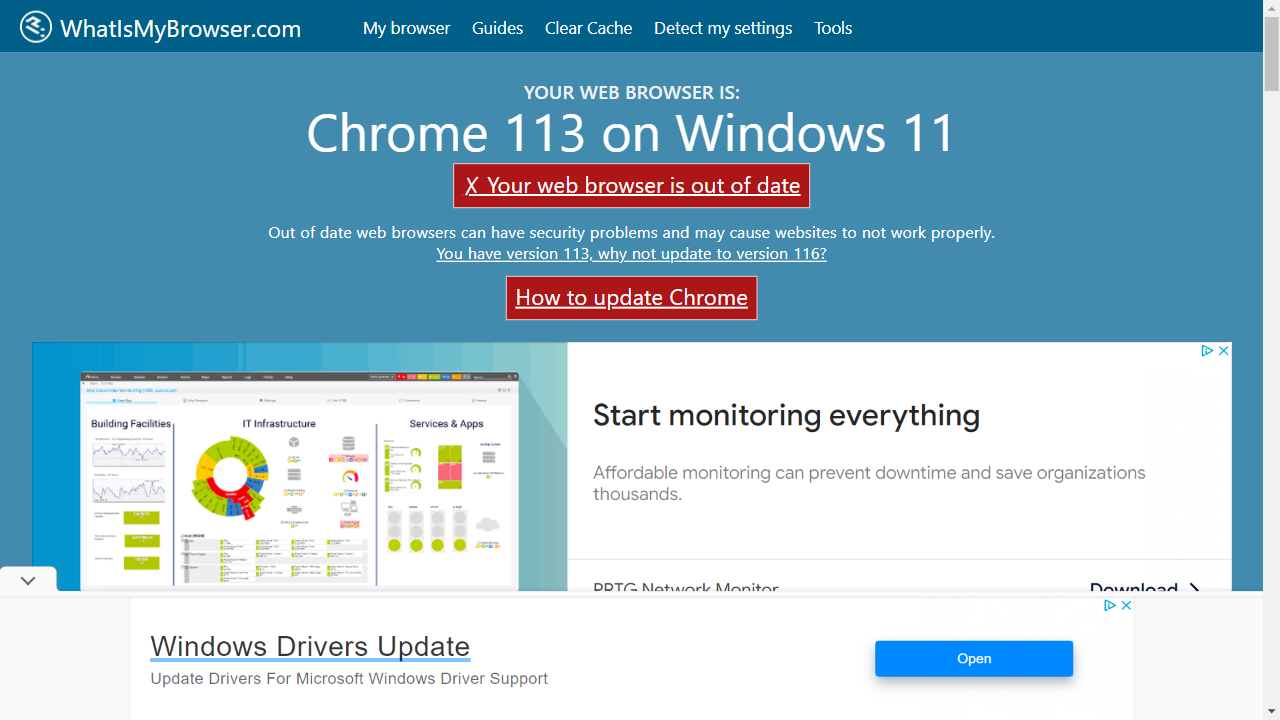 WhatIsMyBrowser.com
My browser Guides Clear Cache Detect my settings Tools
YOUR WEB BROWSER IS:
Chrome 113 on Windows 11
✗ Your web browser is out of date
Out of date web browsers can have security problems and may cause websites to not work properly.
You have version 113, why not update to version 116?
How to update Chrome
Building Facilities
IT Infrastructure
Services & Apps
Start monitoring everything
Affordable monitoring can prevent downtime and save organizations
thousands.
PRTG Network Monitor
Download
Windows Drivers Update
Update Drivers For Microsoft Windows Driver Support
Open